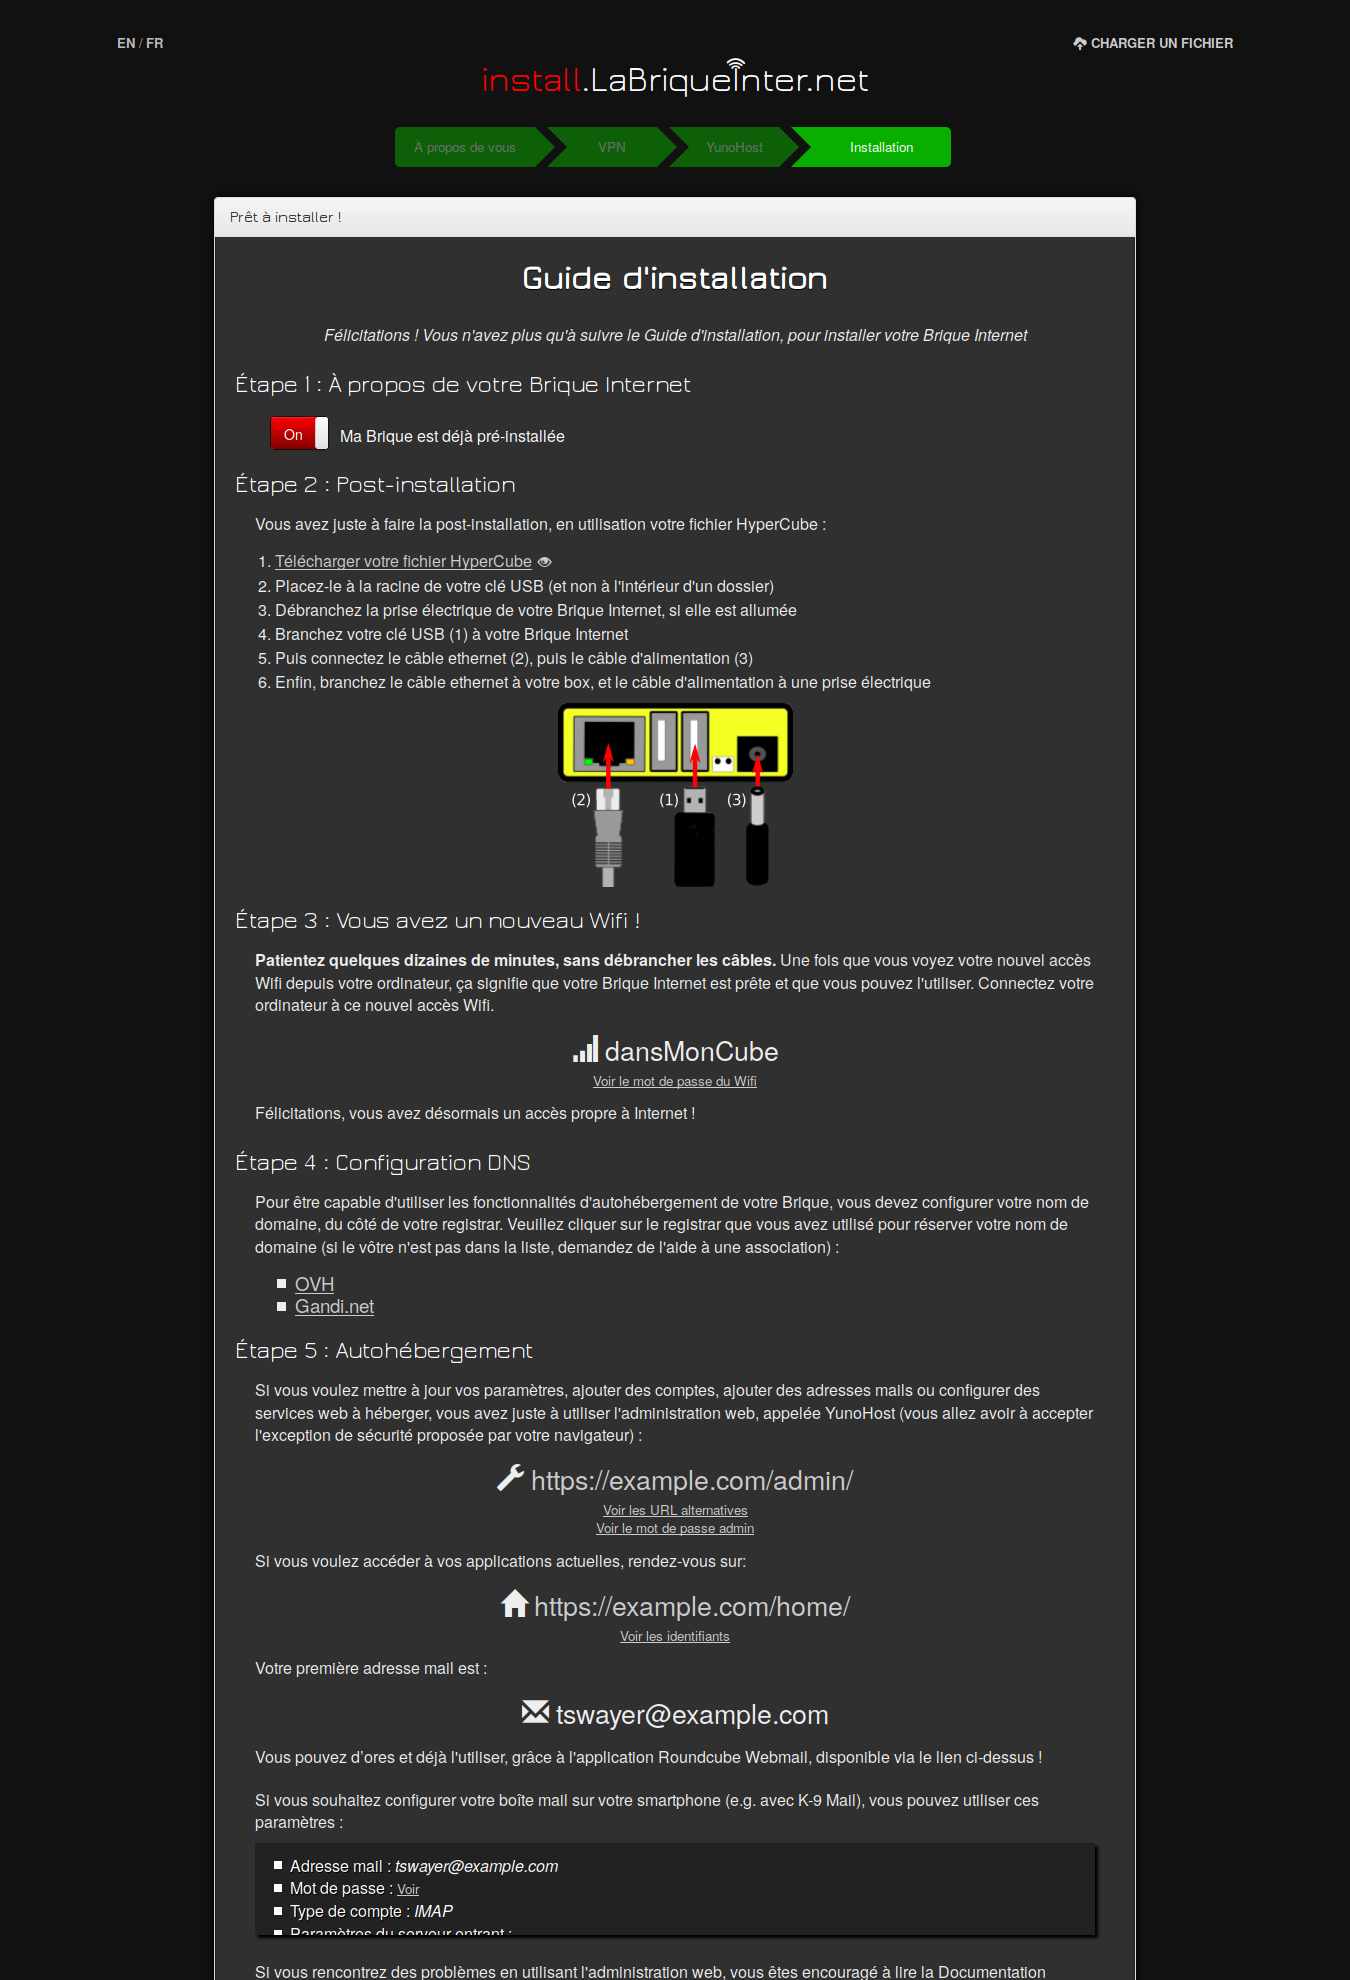 EN / FR
CHARGER UN FICHIER
install.LaBriqueInter.net
À propos de vous
VPN
YunoHost
Installation
Prêt à installer !
Guide d'installation
Félicitations ! Vous n'avez plus qu'à suivre le Guide d'installation, pour installer votre Brique Internet
Étape 1 : À propos de votre Brique Internet
On
Ma Brique est déjà pré-installée
Étape 2 : Post-installation
Vous avez juste à faire la post-installation, en utilisation votre fichier HyperCube :
1. Télécharger votre fichier HyperCube
2. Placez-le à la racine de votre clé USB (et non à l'intérieur d'un dossier)
3. Débranchez la prise électrique de votre Brique Internet, si elle est allumée
4. Branchez votre clé USB (1) à votre Brique Internet
5. Puis connectez le câble ethernet (2), puis le câble d'alimentation (3)
6. Enfin, branchez le câble ethernet à votre box, et le câble d'alimentation à une prise électrique
(2)
(1)
(3)
Étape 3 : Vous avez un nouveau Wifi !
Patientez quelques dizaines de minutes, sans débrancher les câbles. Une fois que vous voyez votre nouvel accès
Wifi depuis votre ordinateur, ça signifie que votre Brique Internet est prête et que vous pouvez l'utiliser. Connectez votre
ordinateur à ce nouvel accès Wifi.
dansMonCube
Voir le mot de passe du Wifi
Félicitations, vous avez désormais un accès propre à Internet !
Étape 4 : Configuration DNS
Pour être capable d'utiliser les fonctionnalités d'autohébergement de votre Brique, vous devez configurer votre nom de
domaine, du côté de votre registrar. Veuillez cliquer sur le registrar que vous avez utilisé pour réserver votre nom de
domaine (si le vôtre n'est pas dans la liste, demandez de l'aide à une association) :
OVH
Gandi.net
Étape 5 : Autohébergement
Si vous voulez mettre à jour vos paramètres, ajouter des comptes, ajouter des adresses mails ou configurer des
services web à héberger, vous avez juste à utiliser l'administration web, appelée YunoHost (vous allez avoir à accepter
l'exception de sécurité proposée par votre navigateur) :
https://example.com/admin/
Voir les URL alternatives
Voir le mot de passe admin
Si vous voulez accéder à vos applications actuelles, rendez-vous sur:
https://example.com/home/
Voir les identifiants
Votre première adresse mail est :
tswayer@example.com
Vous pouvez d’ores et déjà l'utiliser, grâce à l'application Roundcube Webmail, disponible via le lien ci-dessus !
Si vous souhaitez configurer votre boîte mail sur votre smartphone (e.g. avec K-9 Mail), vous pouvez utiliser ces
paramètres :
Adresse mail : tswayer@example.com
Mot de passe : Voir
Type de compte : IMAP
Paramètres du serveur entrant :
Si vous rencontrez des problèmes en utilisant l'administration web, vous êtes encouragé à lire la Documentation